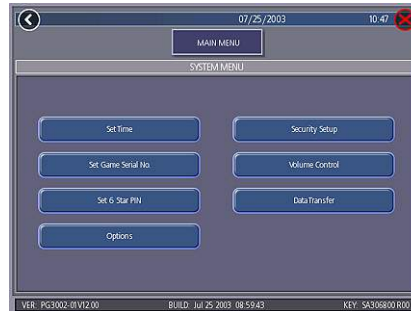 07/25/2003 10:47
MAIN MENU
SYSTEM MENU
Set Time
Security Setup
Set Game Serial No.
Volume Control
Set 6 Star PIN
Data Transfer
Options
VER: PG3002-01V12.00 BUILD: Jul 25 2003 08:59:43 KEY: SA306800 R00